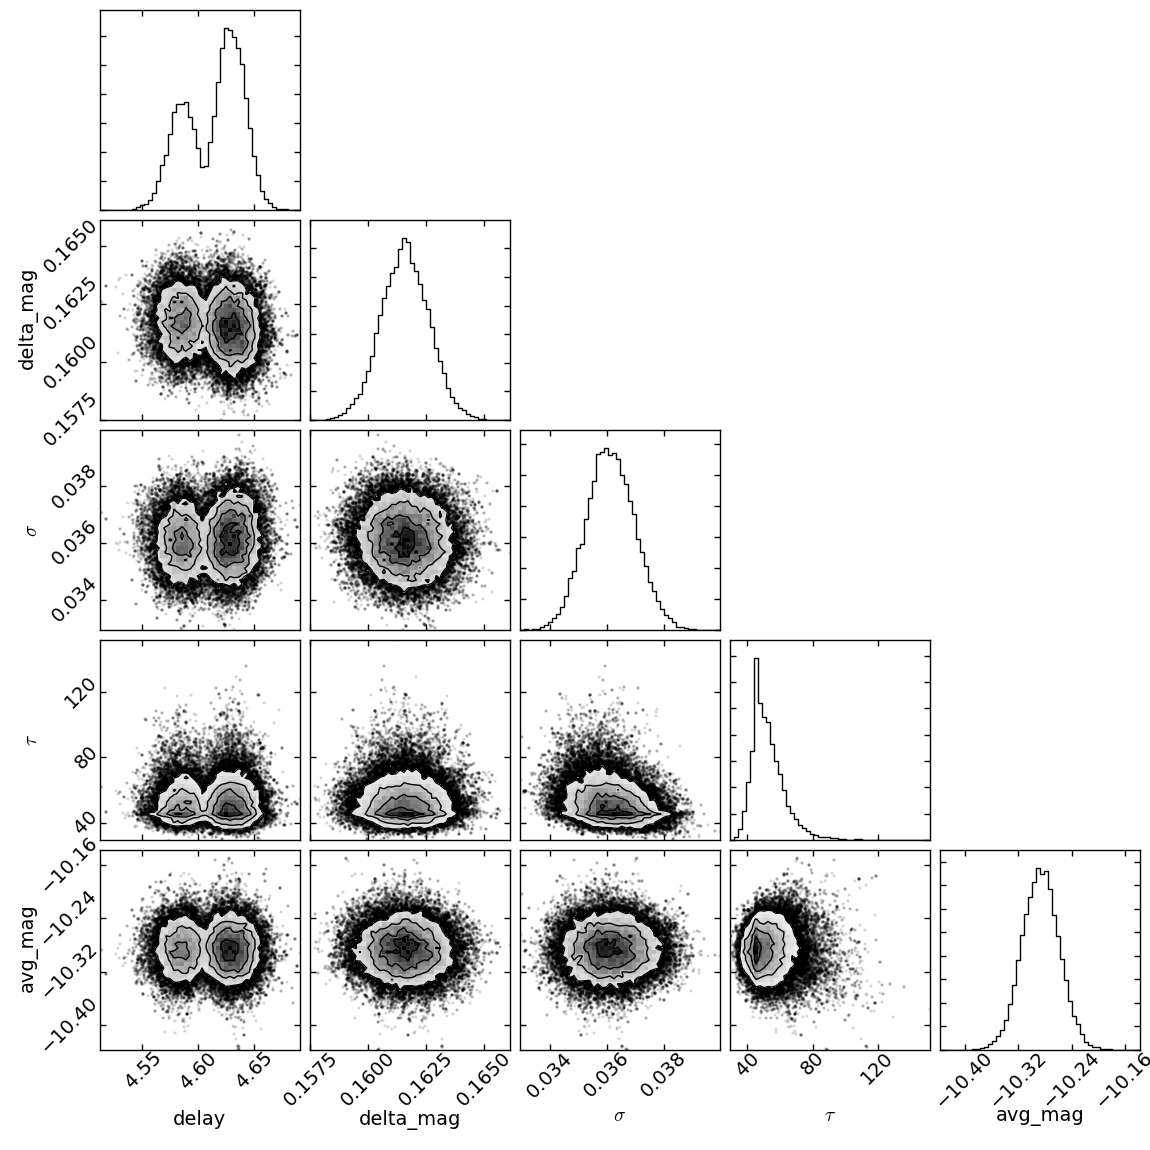 delta_mag
0.1650
0.1625
0.1600
0.1575
σ
0.038
0.036
0.034
τ
120
80
40
avg_mag
−10.16
−10.24
−10.32
−10.40
4.55 4.60 4.65
0.1575 0.1600 0.1625 0.1650
0.034 0.036 0.038
40 80 120
−10.40 −10.32 −10.24 −10.16
delay delta_mag σ τ avg_mag